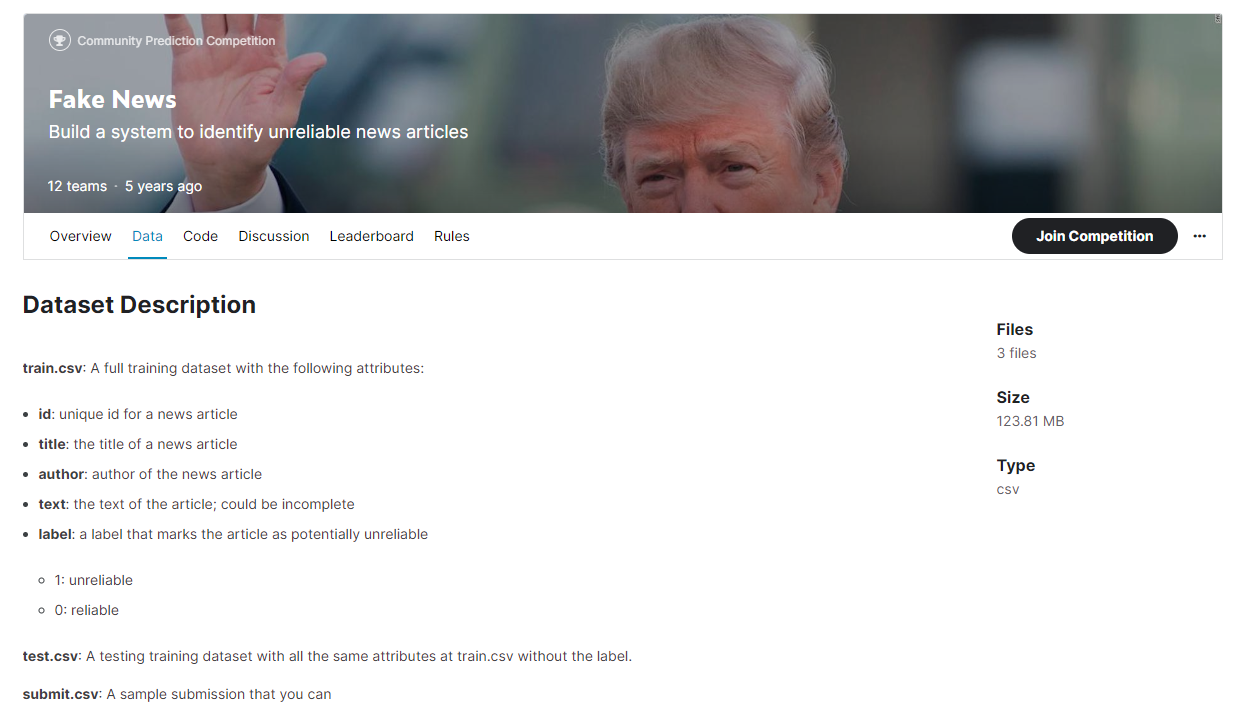 Community Prediction Competition
Fake News
Build a system to identify unreliable news articles
12 teams · 5 years ago
Overview Data Code Discussion Leaderboard Rules Join Competition
Dataset Description
Files
3 files
train.csv: A full training dataset with the following attributes:
Size
id: unique id for a news article
123.81 MB
title: the title of a news article
Type
author: author of the news article
csv
text: the text of the article; could be incomplete
label: a label that marks the article as potentially unreliable
1: unreliable
0: reliable
test.csv: A testing training dataset with all the same attributes at train.csv without the label.
submit.csv: A sample submission that you can